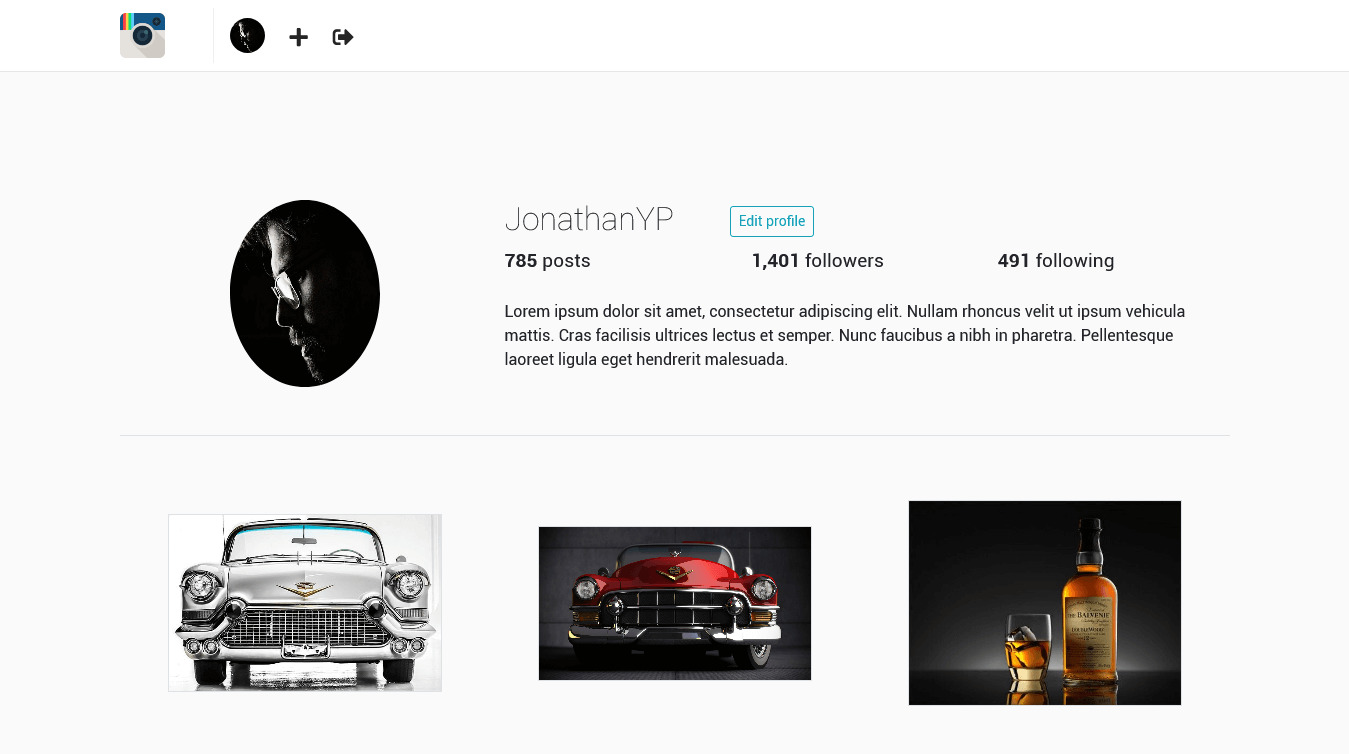 JonathanYP
Edit profile
785 posts
1,401 followers
491 following
Lorem ipsum dolor sit amet, consectetur adipiscing elit. Nullam rhoncus velit ut ipsum vehicula
mattis. Cras facilisis ultrices lectus et semper. Nunc faucibus a nibh in pharetra. Pellentesque
laoreet ligula eget hendrerit malesuada.
THE BALVENIE
DOUBLEWOOD
12